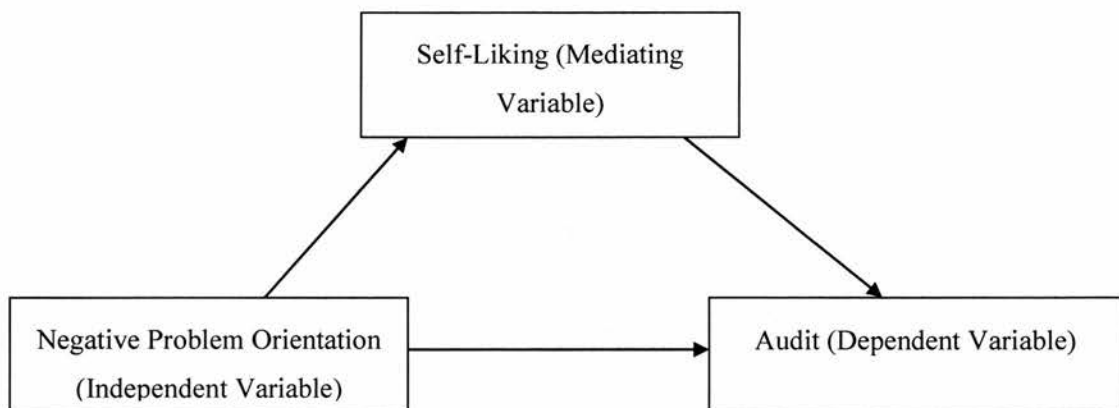 Self-Liking (Mediating
Variable)
Negative Problem Orientation
(Independent Variable)
Audit (Dependent Variable)